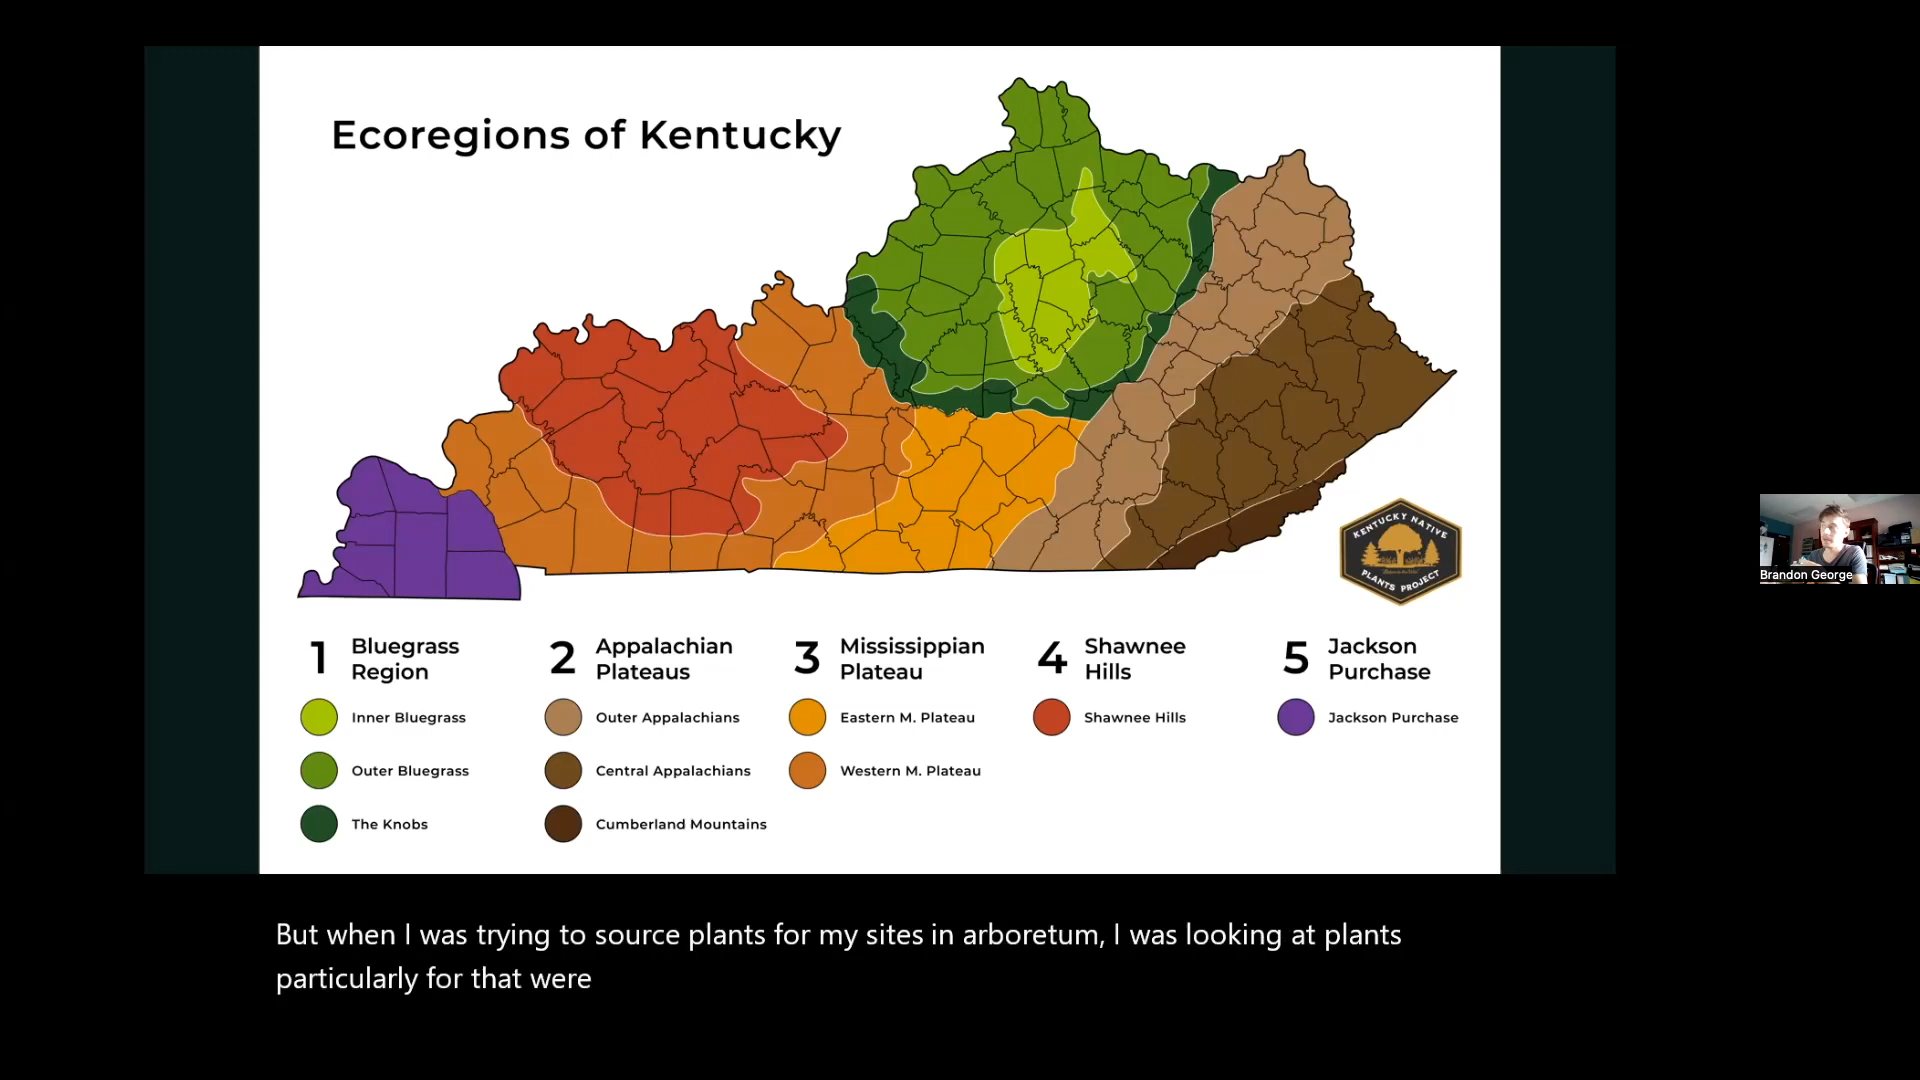 Ecoregions of Kentucky
KENTUCKY NATIVE
PLANTS PROJECT
Brandon George
1 Bluegrass
Region
Inner Bluegrass
Outer Bluegrass
The Knobs
2 Appalachian
Plateaus
Outer Appalachians
Central Appalachians
Cumberland Mountains
3 Mississippian
Plateau
Eastern M. Plateau
Western M. Plateau
4 Shawnee
Hills
Shawnee Hills
5 Jackson
Purchase
Jackson Purchase
But when I was trying to source plants for my sites in arboretum, I was looking at plants
particularly for that were